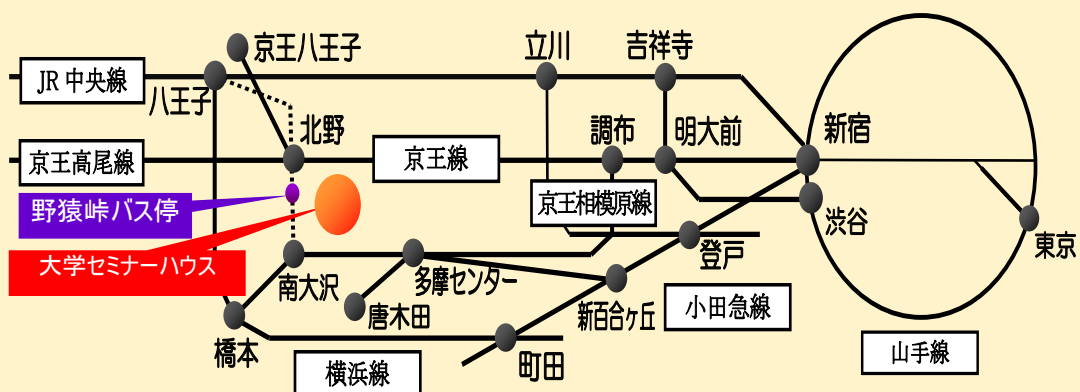 京王八王子
立川
吉祥寺
JR 中央線
八王子
北野
調布
明大前
新宿
京王高尾線
京王線
野猿峠バス停
京王相模原線
渋谷
東京
大学セミナーハウス
登戸
南大沢
多摩センター
唐木田
新百合ヶ丘
小田急線
橋本
町田
山手線
横浜線